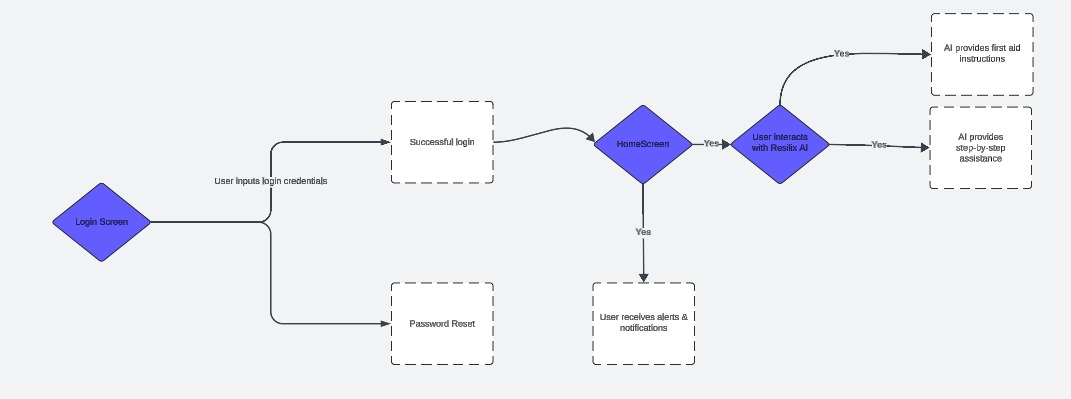 Login Screen
User inputs login credentials
Successful login
Password Reset
HomeScreen
Yes
User receives alerts &
notifications
Yes
User interacts
with Resilix AI
Yes
AI provides first aid
instructions
Yes
AI provides
step-by-step
assistance